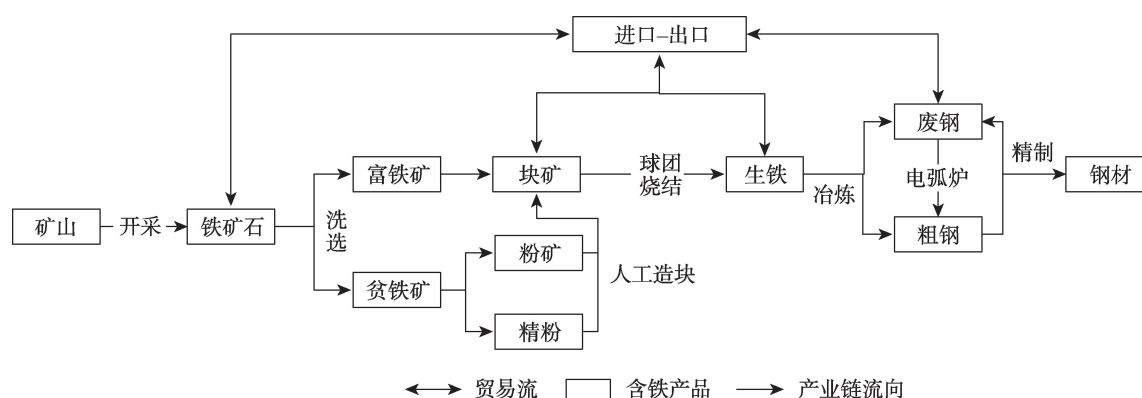 进口–出口
废钢
富铁矿
块矿
球团
烧结
生铁
精制
电弧炉
钢材
冶炼
矿山
开采
铁矿石
洗
选
粗钢
粉矿
人工造块
贫铁矿
精粉
贸易流
含铁产品
产业链流向